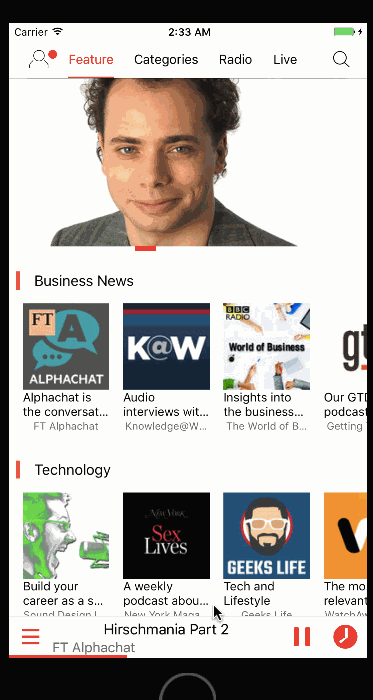 Carrier
2:33 AM
Feature
Categories
Radio
Live
Business News
FT
A
ALPHACHAT
K@W
BBC
RADIO
World of Business
gt
Alphachat is
the conversat...
FT Alphachat
Audio
interviews wit...
Knowledge@W...
Insights into
the business...
The World of B...
Our GTD
podcast
Getting
Technology
NEW YORK
Sex
Lives
GEEKS LIFE
Build your
career as a s...
Sound Design L
A weekly
podcast abou...
New York Maga
Tech and
Lifestyle
Geeks Life
The mo
relevan
WatchAw
Hirschmania Part 2
FT Alphachat